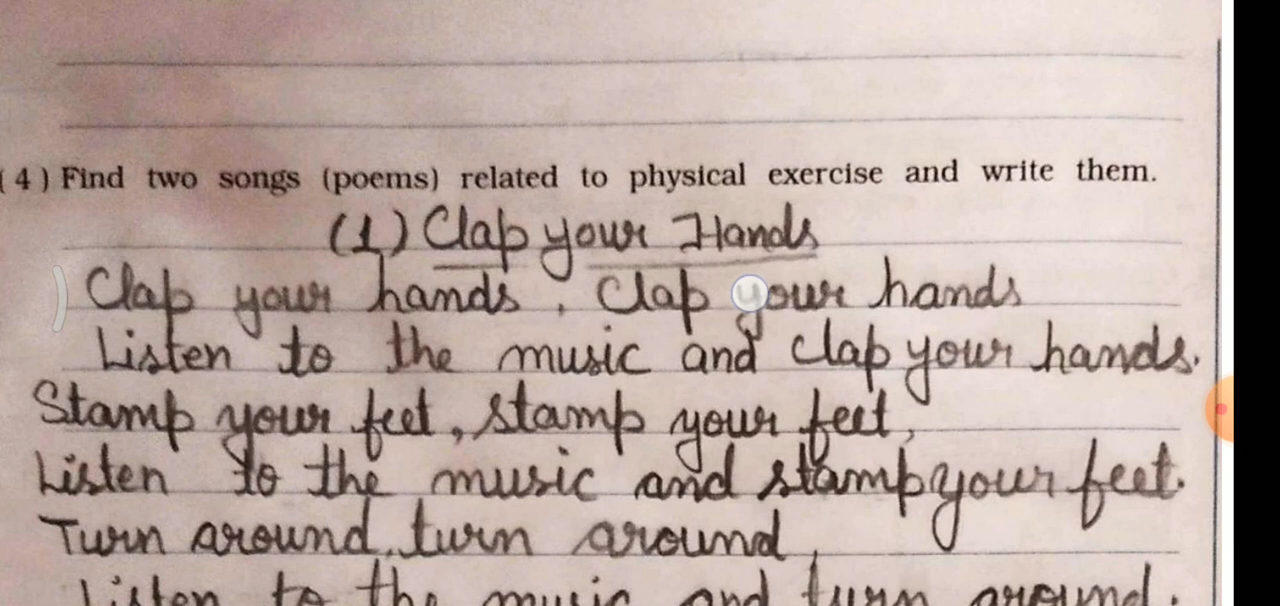 (4) Find two songs (poems) related to physical exercise and write them.
(1) Clap your Hands
Clap your hands, Clap your hands
Listen to the music and clap your hands.
Stamp your feet, stamp your feet,
Listen to the music and stamp your feet.
Turn around, turn around,
Listen to the music and turn around.